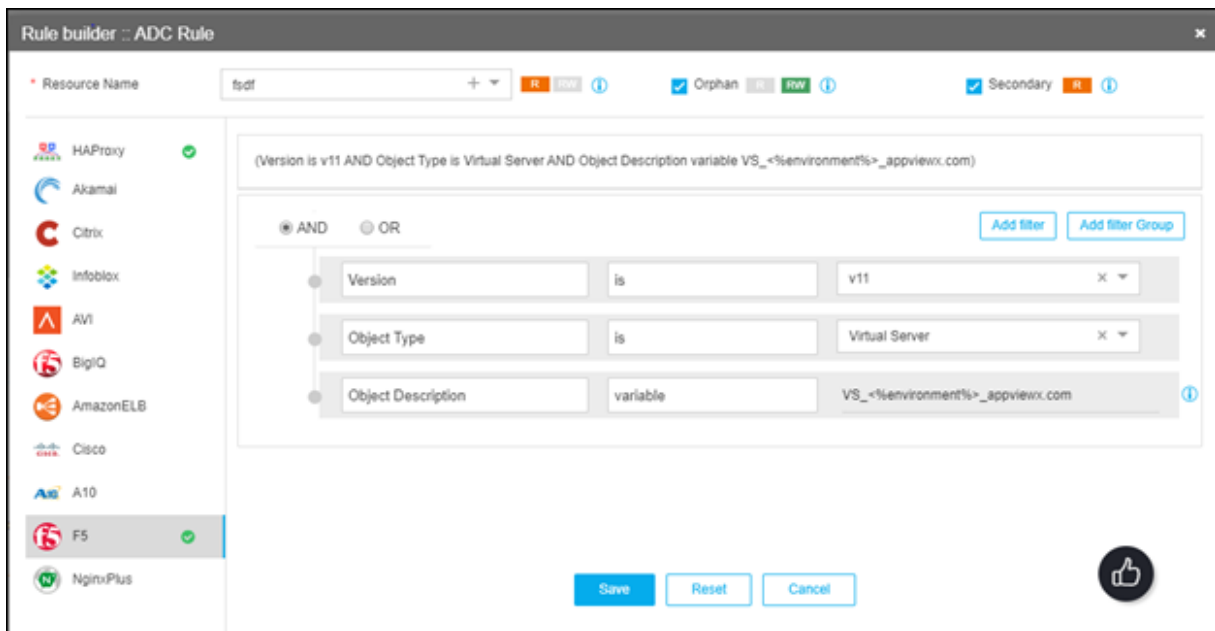 Rule builder :: ADC Rule ×
* Resource Name fsdf R RW Orphan R RW Secondary R
HAProxy
Akamai
Citrix
Infoblox
AVI
BigIQ
AmazonELB
Cisco
A10
F5
NginxPlus
(Version is v11 AND Object Type is Virtual Server AND Object Description variable VS_<%environment%>_appviewx.com)
AND OR Add filter Add filter Group
Version is v11
Object Type is Virtual Server
Object Description variable VS_<%environment%>_appviewx.com
Save Reset Cancel